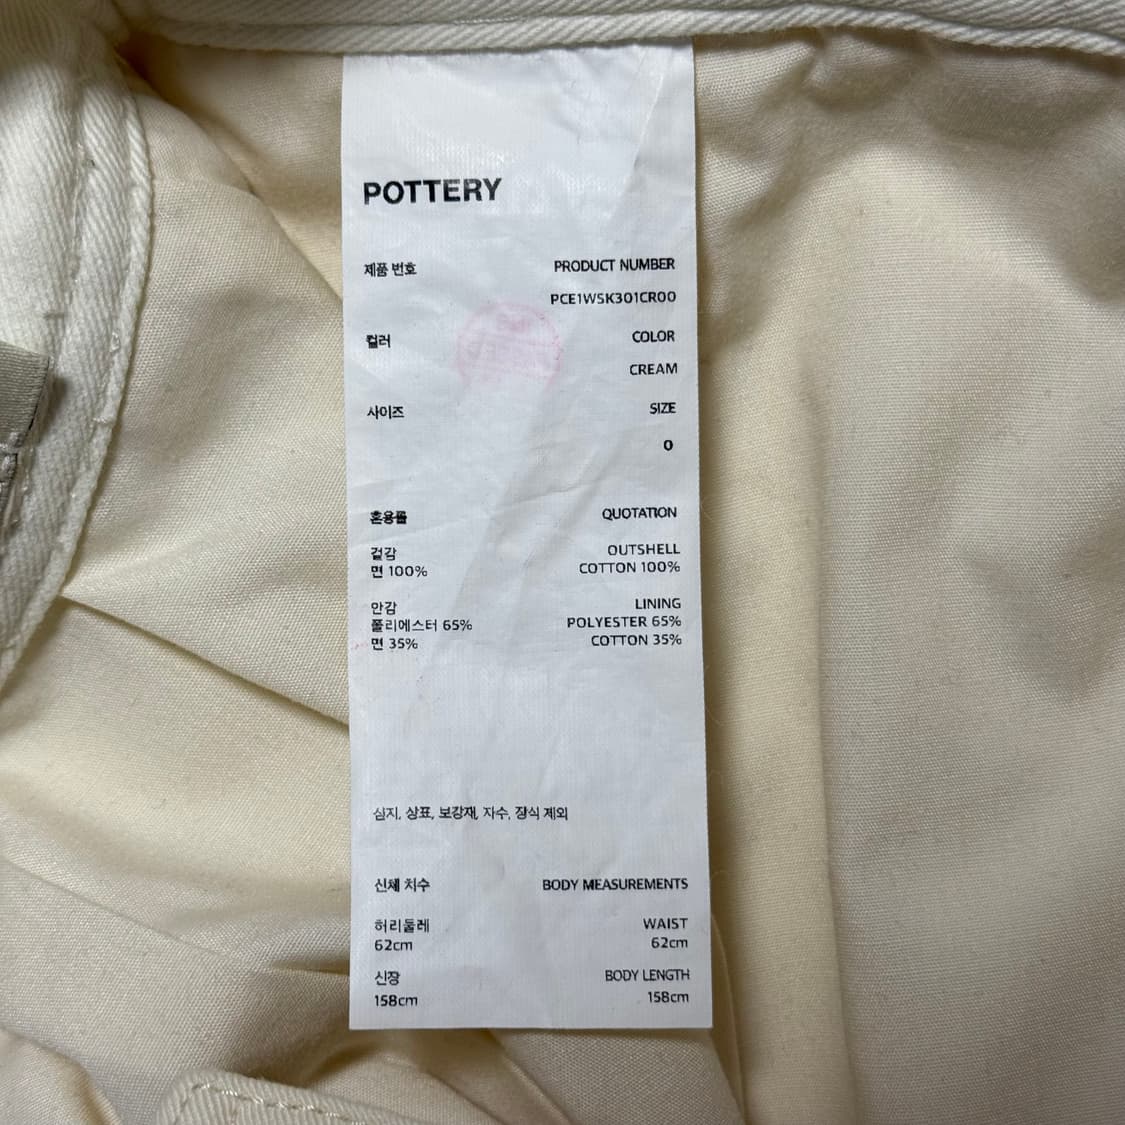 POTTERY
제품 번호 PRODUCT NUMBER
PCE1WSK301CR00
컬러 COLOR
CREAM
사이즈 SIZE
0
혼용률 QUOTATION
겉감 OUTSHELL
면 100% COTTON 100%
안감 LINING
폴리에스터 65% POLYESTER 65%
면 35% COTTON 35%
심지, 상표, 보강재, 자수, 장식 제외
신체 치수 BODY MEASUREMENTS
허리둘레 WAIST
62cm 62cm
신장 BODY LENGTH
158cm 158cm